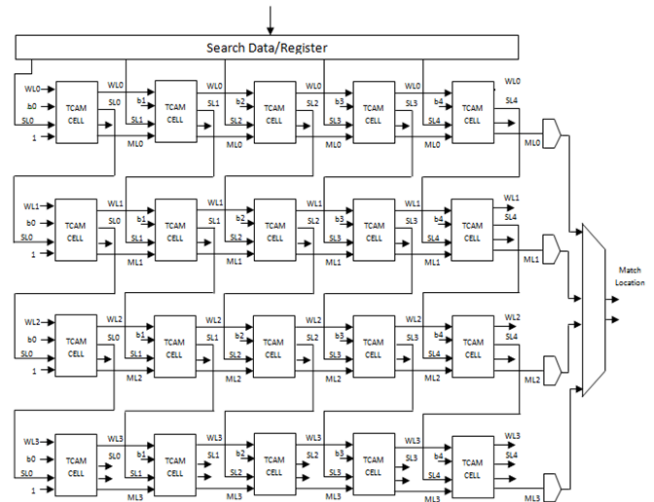 Search Data/Register
WL0 WL0 WL0 WL0 WL0 WL0
b0 TCAM CELL SL0 b1 TCAM CELL SL1 b2 TCAM CELL SL2 b3 TCAM CELL SL3 b4 TCAM CELL SL4
SL0 SL1 SL2 SL3 SL4
1 ML0 ML0 ML0 ML0 ML0
WL1 WL1 WL1 WL1 WL1 WL1
b0 TCAM CELL SL0 b1 TCAM CELL SL1 b2 TCAM CELL SL2 b3 TCAM CELL SL3 b4 TCAM CELL SL4
SL0 SL1 SL2 SL3 SL4
1 ML1 ML1 ML1 ML1 ML1
Match
Location
WL2 WL2 WL2 WL2 WL2 WL2
b0 TCAM CELL SL0 b1 TCAM CELL SL1 b2 TCAM CELL SL2 b3 TCAM CELL SL3 b4 TCAM CELL SL4
SL0 SL1 SL2 SL3 SL4
1 ML2 ML2 ML2 ML2 ML2
WL3 WL3 WL3 WL3 WL3 WL3
b0 TCAM CELL SL0 b1 TCAM CELL SL1 b2 TCAM CELL SL2 b3 TCAM CELL SL3 b4 TCAM CELL SL4
SL0 SL1 SL2 SL3 SL4
1 ML3 ML3 ML3 ML3 ML3